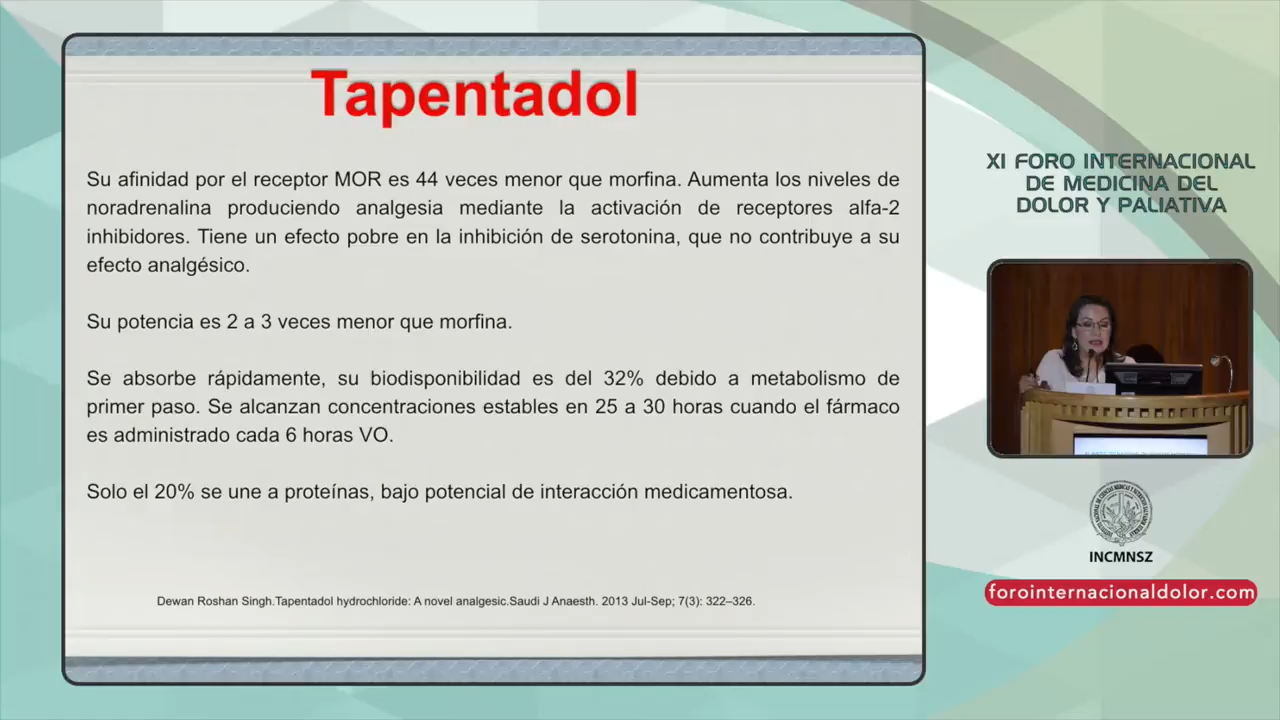 Tapentadol
Su afinidad por el receptor MOR es 44 veces menor que morfina. Aumenta los niveles de
noradrenalina produciendo analgesia mediante la activación de receptores alfa-2
inhibidores. Tiene un efecto pobre en la inhibición de serotonina, que no contribuye a su
efecto analgésico.
Su potencia es 2 a 3 veces menor que morfina.
Se absorbe rápidamente, su biodisponibilidad es del 32% debido a metabolismo de
primer paso. Se alcanzan concentraciones estables en 25 a 30 horas cuando el fármaco
es administrado cada 6 horas VO.
Solo el 20% se une a proteínas, bajo potencial de interacción medicamentosa.
Dewan Roshan Singh.Tapentadol hydrochloride: A novel analgesic.Saudi J Anaesth. 2013 Jul-Sep; 7(3): 322–326.
XI FORO INTERNACIONAL
DE MEDICINA DEL
DOLOR Y PALIATIVA
INCMNSZ
forointernacionaldolor.com